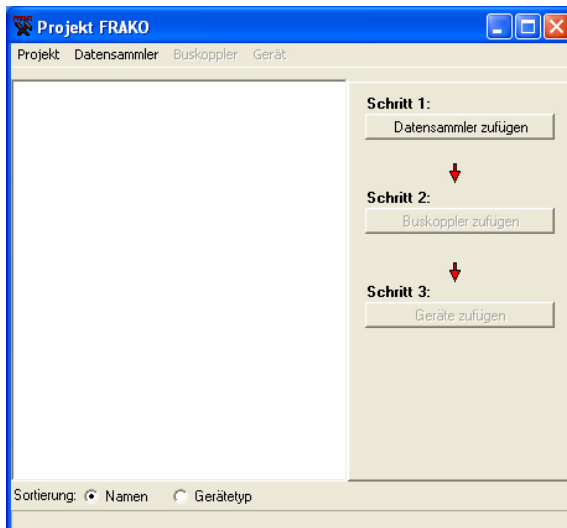 Projekt FRAKO
Projekt Datensammler Buskoppler Gerät
Schritt 1:
Datensammler zufügen
Schritt 2:
Buskoppler zufügen
Schritt 3:
Geräte zufügen
Sortierung: Namen Gerätetyp